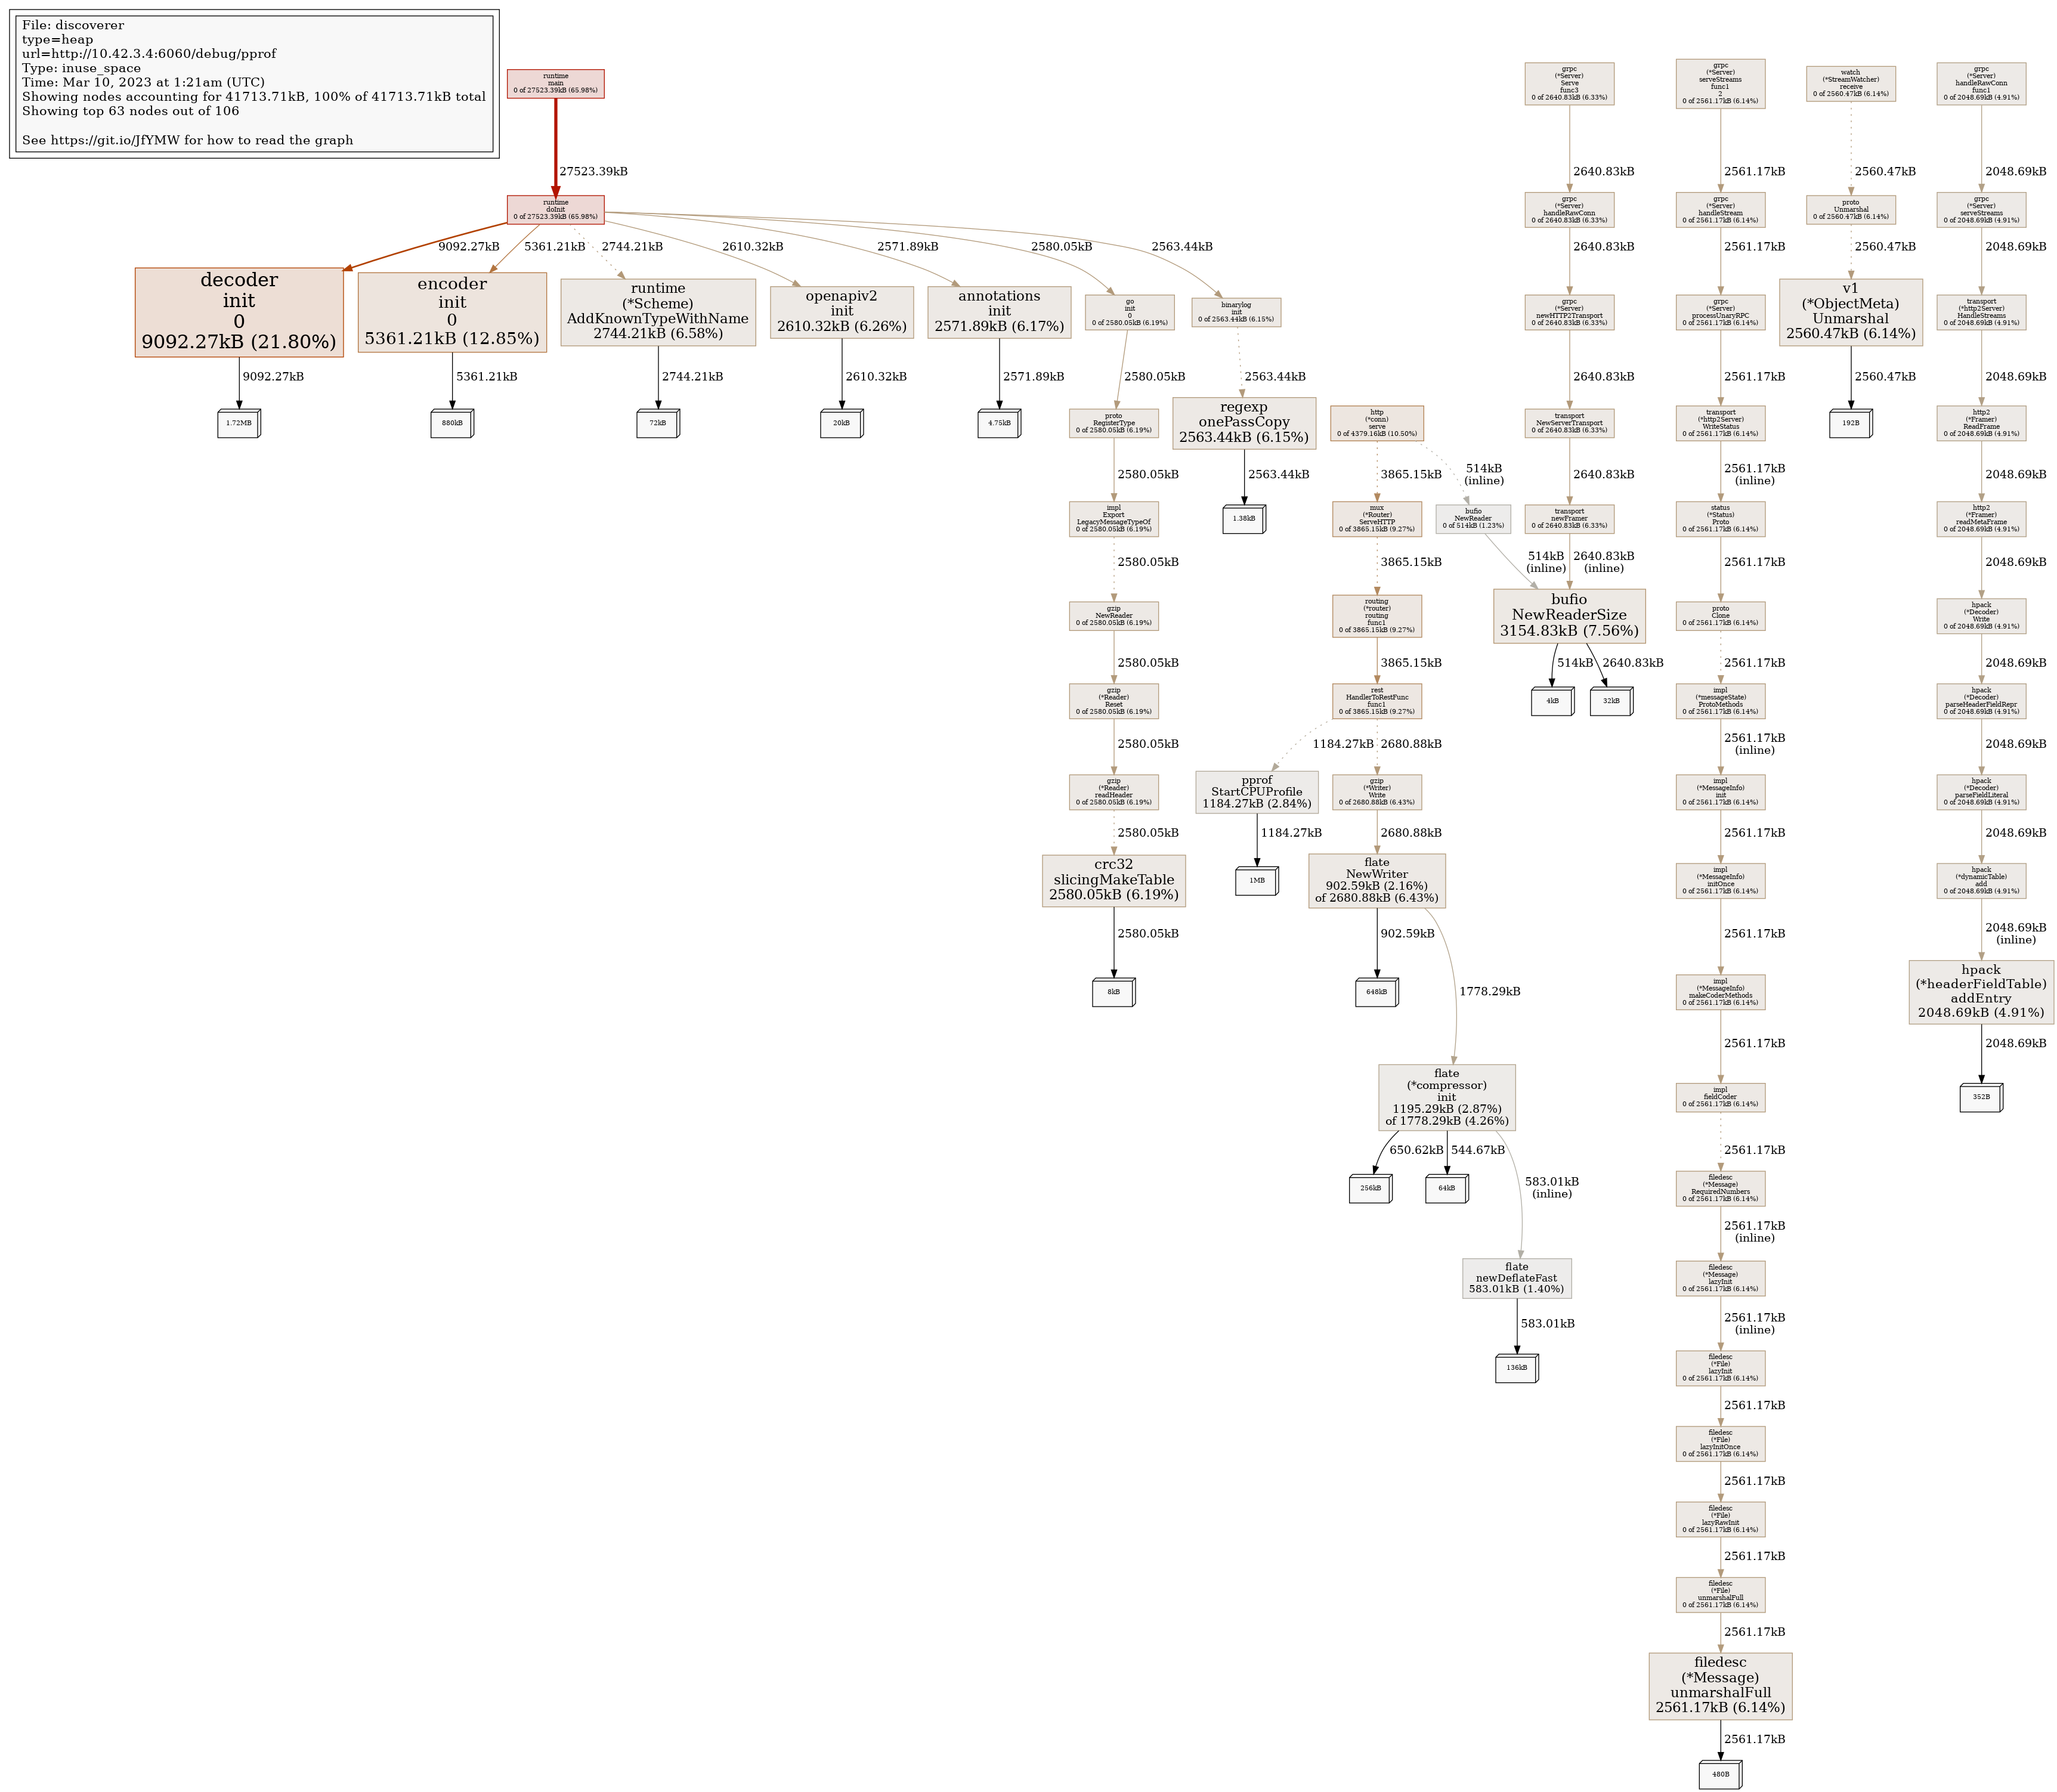 File: discoverer
type=heap
url=http://10.42.3.4:6060/debug/pprof
Type: inuse_space
Time: Mar 10, 2023 at 1:21am (UTC)
Showing nodes accounting for 41713.71kB, 100% of 41713.71kB total
Showing top 63 nodes out of 106
See https://git.io/JfYMW for how to read the graph
runtime
main
0 of 27523.39kB (65.98%)
27523.39kB
runtime
doInit
0 of 27523.39kB (65.98%)
9092.27kB
5361.21kB
2744.21kB
2610.32kB
2571.89kB
2580.05kB
2563.44kB
decoder
init
0
9092.27kB (21.80%)
9092.27kB
1.72MB
encoder
init
0
5361.21kB (12.85%)
5361.21kB
880kB
runtime
(*Scheme)
AddKnownTypeWithName
2744.21kB (6.58%)
2744.21kB
72kB
openapiv2
init
2610.32kB (6.26%)
2610.32kB
20kB
annotations
init
2571.89kB (6.17%)
2571.89kB
4.75kB
go
init
0
0 of 2580.05kB (6.19%)
2580.05kB
proto
RegisterType
0 of 2580.05kB (6.19%)
2580.05kB
impl
Export
LegacyMessageTypeOf
0 of 2580.05kB (6.19%)
2580.05kB
gzip
NewReader
0 of 2580.05kB (6.19%)
2580.05kB
gzip
(*Reader)
Reset
0 of 2580.05kB (6.19%)
2580.05kB
gzip
(*Reader)
readHeader
0 of 2580.05kB (6.19%)
2580.05kB
crc32
slicingMakeTable
2580.05kB (6.19%)
2580.05kB
8kB
binarylog
init
0 of 2563.44kB (6.15%)
2563.44kB
regexp
onePassCopy
2563.44kB (6.15%)
2563.44kB
1.38kB
http
(*conn)
serve
0 of 4379.16kB (10.50%)
3865.15kB
514kB
(inline)
mux
(*Router)
ServeHTTP
0 of 3865.15kB (9.27%)
3865.15kB
routing
(*router)
routing
func1
0 of 3865.15kB (9.27%)
3865.15kB
rest
HandlerToRestFunc
func1
0 of 3865.15kB (9.27%)
1184.27kB
2680.88kB
pprof
StartCPUProfile
1184.27kB (2.84%)
1184.27kB
1MB
gzip
(*Writer)
Write
0 of 2680.88kB (6.43%)
2680.88kB
flate
NewWriter
902.59kB (2.16%)
of 2680.88kB (6.43%)
902.59kB
648kB
1778.29kB
flate
(*compressor)
init
1195.29kB (2.87%)
of 1778.29kB (4.26%)
650.62kB
544.67kB
583.01kB
(inline)
256kB
64kB
flate
newDeflateFast
583.01kB (1.40%)
583.01kB
136kB
bufio
NewReader
0 of 514kB (1.23%)
514kB
(inline)
grpc
(*Server)
Serve
func3
0 of 2640.83kB (6.33%)
2640.83kB
grpc
(*Server)
handleRawConn
0 of 2640.83kB (6.33%)
2640.83kB
grpc
(*Server)
newHTTP2Transport
0 of 2640.83kB (6.33%)
2640.83kB
transport
NewServerTransport
0 of 2640.83kB (6.33%)
2640.83kB
transport
newFramer
0 of 2640.83kB (6.33%)
2640.83kB
(inline)
bufio
NewReaderSize
3154.83kB (7.56%)
514kB
2640.83kB
4kB
32kB
grpc
(*Server)
serveStreams
func1
2
0 of 2561.17kB (6.14%)
2561.17kB
grpc
(*Server)
handleStream
0 of 2561.17kB (6.14%)
2561.17kB
grpc
(*Server)
processUnaryRPC
0 of 2561.17kB (6.14%)
2561.17kB
transport
(*http2Server)
WriteStatus
0 of 2561.17kB (6.14%)
2561.17kB
(inline)
status
(*Status)
Proto
0 of 2561.17kB (6.14%)
2561.17kB
proto
Clone
0 of 2561.17kB (6.14%)
2561.17kB
impl
(*messageState)
ProtoMethods
0 of 2561.17kB (6.14%)
2561.17kB
(inline)
impl
(*MessageInfo)
init
0 of 2561.17kB (6.14%)
2561.17kB
impl
(*MessageInfo)
initOnce
0 of 2561.17kB (6.14%)
2561.17kB
impl
(*MessageInfo)
makeCoderMethods
0 of 2561.17kB (6.14%)
2561.17kB
impl
fieldCoder
0 of 2561.17kB (6.14%)
2561.17kB
filedesc
(*Message)
RequiredNumbers
0 of 2561.17kB (6.14%)
2561.17kB
(inline)
filedesc
(*Message)
lazyInit
0 of 2561.17kB (6.14%)
2561.17kB
(inline)
filedesc
(*File)
lazyInit
0 of 2561.17kB (6.14%)
2561.17kB
filedesc
(*File)
lazyInitOnce
0 of 2561.17kB (6.14%)
2561.17kB
filedesc
(*File)
lazyRawInit
0 of 2561.17kB (6.14%)
2561.17kB
filedesc
(*File)
unmarshalFull
0 of 2561.17kB (6.14%)
2561.17kB
filedesc
(*Message)
unmarshalFull
2561.17kB (6.14%)
2561.17kB
480B
watch
(*StreamWatcher)
receive
0 of 2560.47kB (6.14%)
2560.47kB
proto
Unmarshal
0 of 2560.47kB (6.14%)
2560.47kB
v1
(*ObjectMeta)
Unmarshal
2560.47kB (6.14%)
2560.47kB
192B
grpc
(*Server)
handleRawConn
func1
0 of 2048.69kB (4.91%)
2048.69kB
grpc
(*Server)
serveStreams
0 of 2048.69kB (4.91%)
2048.69kB
transport
(*http2Server)
HandleStreams
0 of 2048.69kB (4.91%)
2048.69kB
http2
(*Framer)
ReadFrame
0 of 2048.69kB (4.91%)
2048.69kB
http2
(*Framer)
readMetaFrame
0 of 2048.69kB (4.91%)
2048.69kB
hpack
(*Decoder)
Write
0 of 2048.69kB (4.91%)
2048.69kB
hpack
(*Decoder)
parseHeaderFieldRepr
0 of 2048.69kB (4.91%)
2048.69kB
hpack
(*Decoder)
parseFieldLiteral
0 of 2048.69kB (4.91%)
2048.69kB
hpack
(*dynamicTable)
add
0 of 2048.69kB (4.91%)
2048.69kB
(inline)
hpack
(*headerFieldTable)
addEntry
2048.69kB (4.91%)
2048.69kB
352B